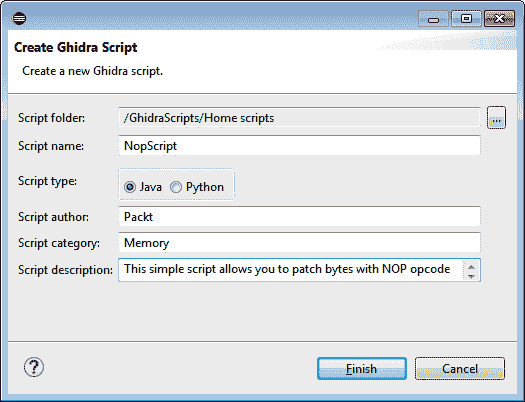 Create Ghidra Script
Create a new Ghidra script.
Script folder: /GhidraScripts/Home scripts ...
Script name: NopScript
Script type: Java Python
Script author: Packt
Script category: Memory
Script description: This simple script allows you to patch bytes with NOP opcode
? Finish Cancel